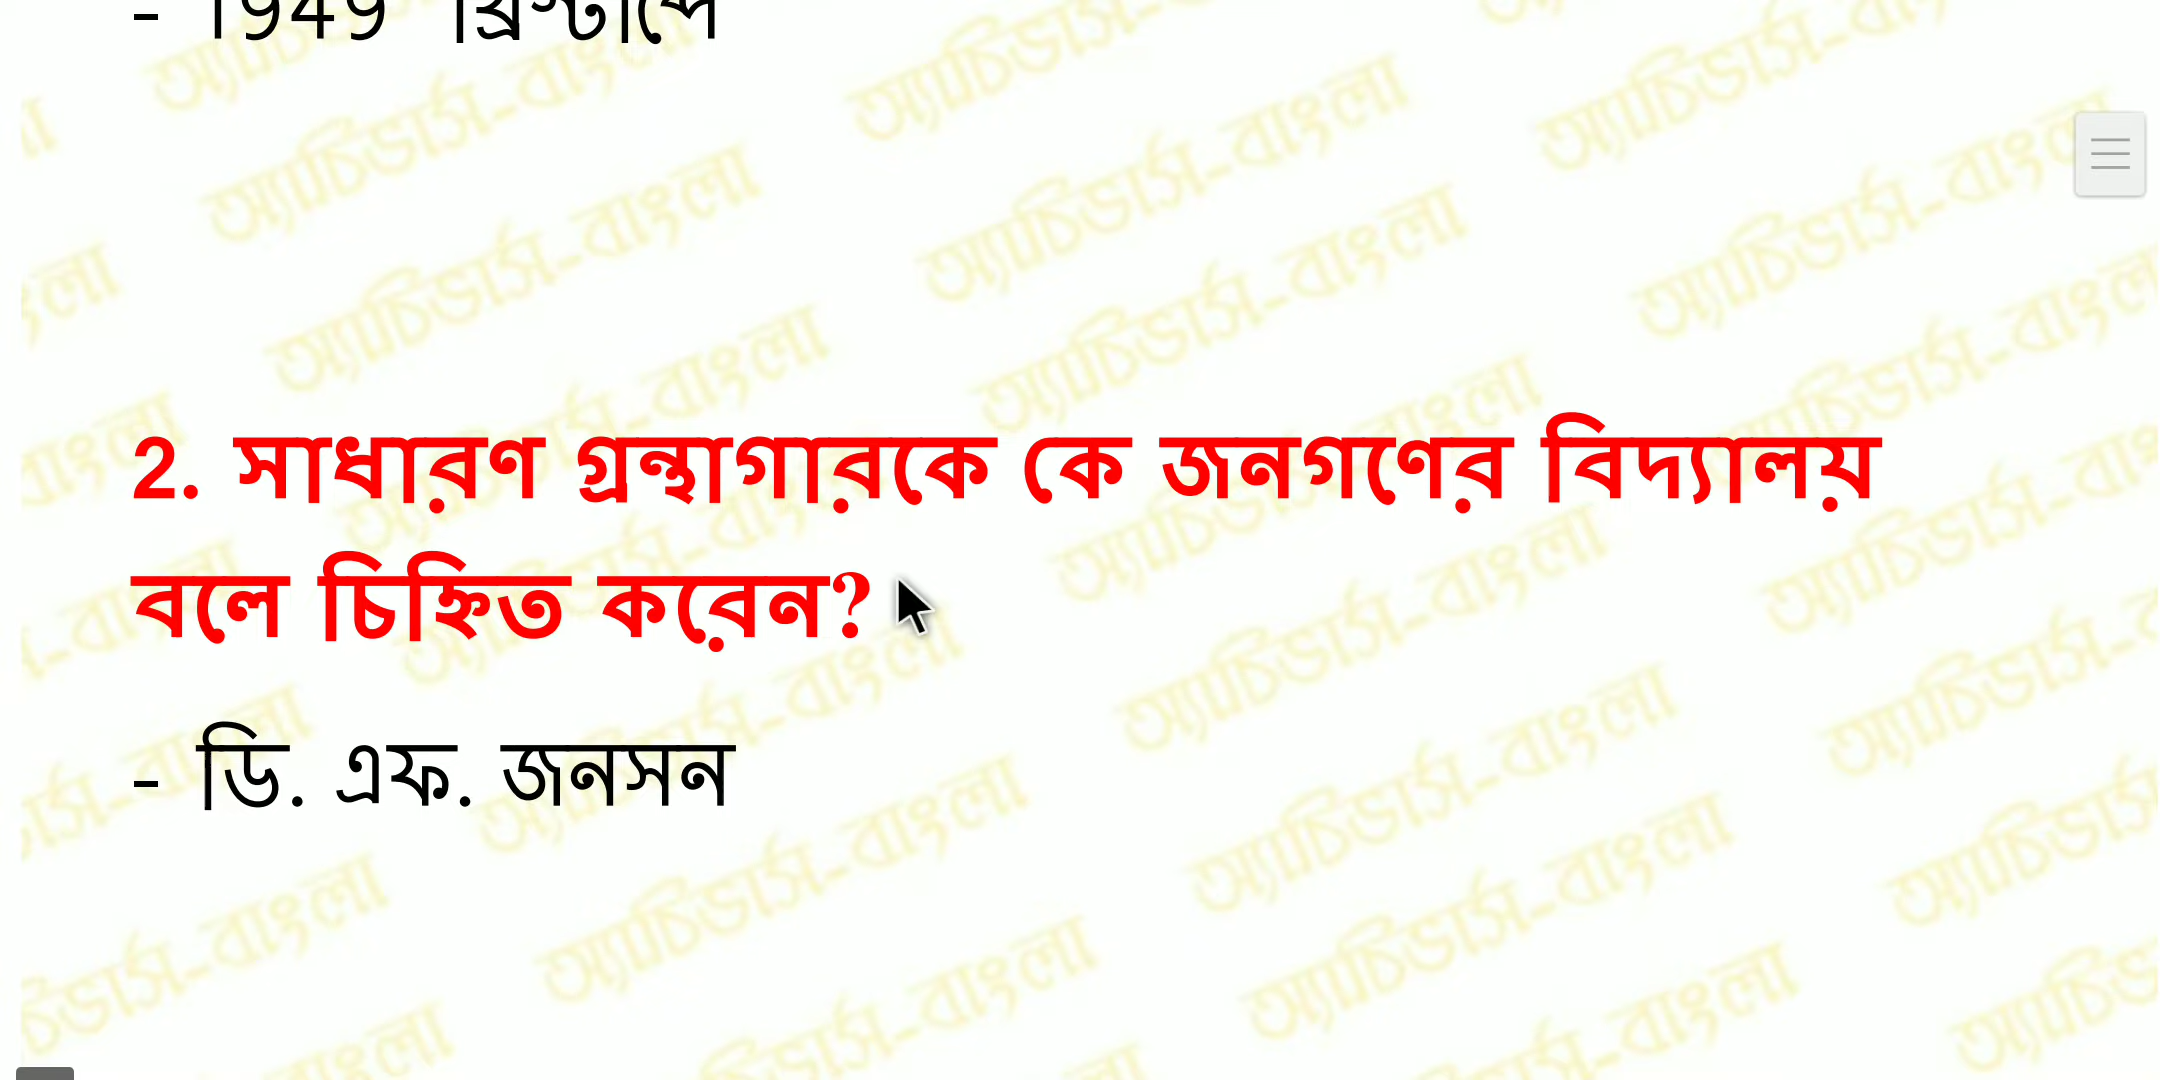 - 1949 খ্রিস্টাব্দে
2. সাধারণ গ্রন্থাগারকে কে জনগণের বিদ্যালয়
বলে চিহ্নিত করেন?
- ডি. এফ. জনসন